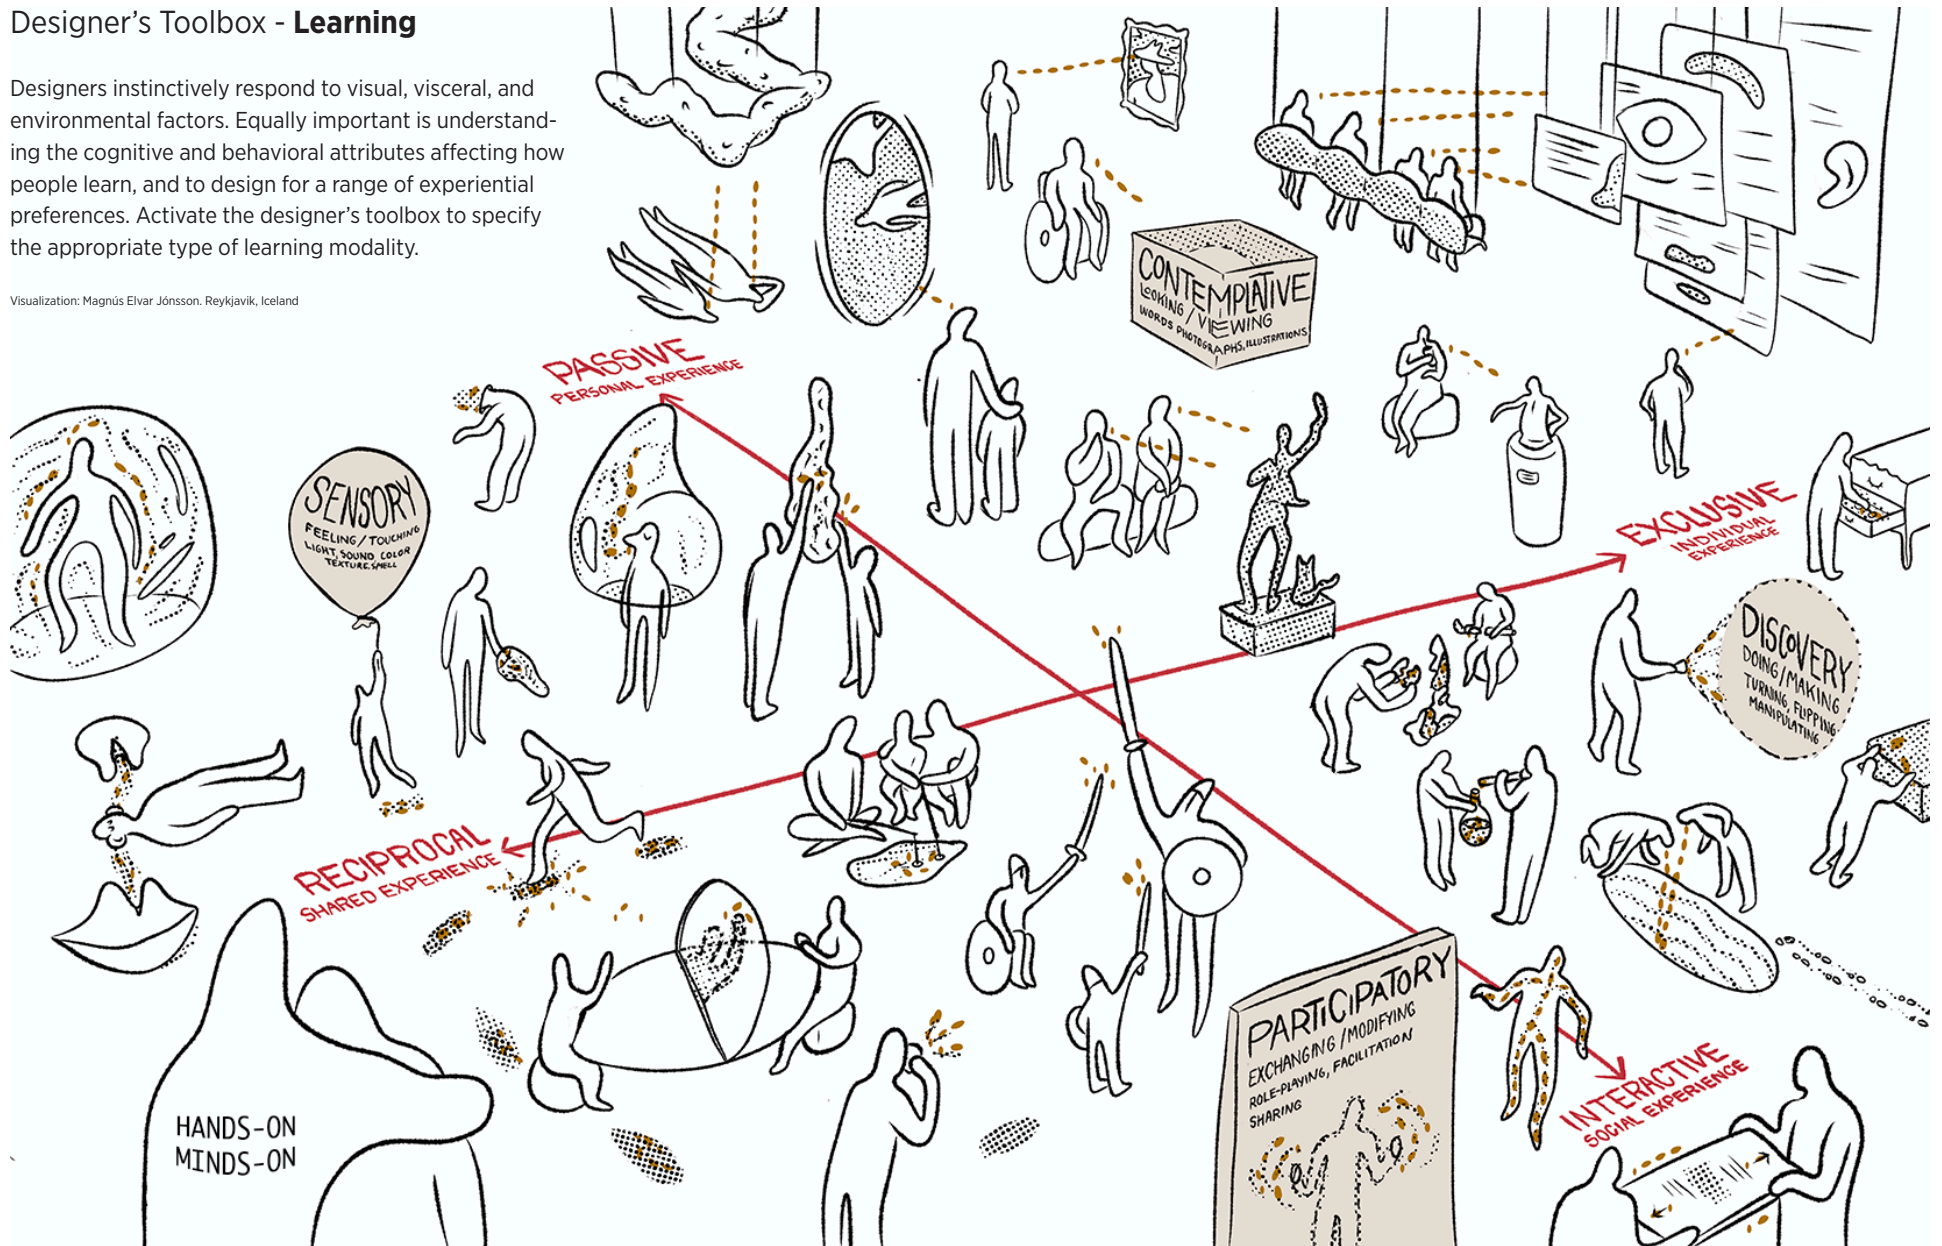 Designer's Toolbox - Learning
Designers instinctively respond to visual, visceral, and
environmental factors. Equally important is understand-
ing the cognitive and behavioral attributes affecting how
people learn, and to design for a range of experiential
preferences. Activate the designer's toolbox to specify
the appropriate type of learning modality.
Visualization: Magnús Elvar Jónsson. Reykjavik, Iceland
CONTEMPLATIVE
LOOKING / VIEWING
WORDS PHOTOGRAPHS, ILLUSTRATIONS
PASSIVE
PERSONAL EXPERIENCE
SENSORY
FEELING / TOUCHING
LIGHT, SOUND COLOR
TEXTURE, SMELL
EXCLUSIVE
INDIVIDUAL
EXPERIENCE
DISCOVERY
DOING/MAKING
TURNING, FLIPPING
MANIPULATING
RECIPROCAL
SHARED EXPERIENCE
PARTICIPATORY
EXCHANGING/MODIFYING
ROLE-PLAYING, FACILITATION
SHARING
INTERACTIVE
SOCIAL EXPERIENCE
HANDS-ON
MINDS-ON